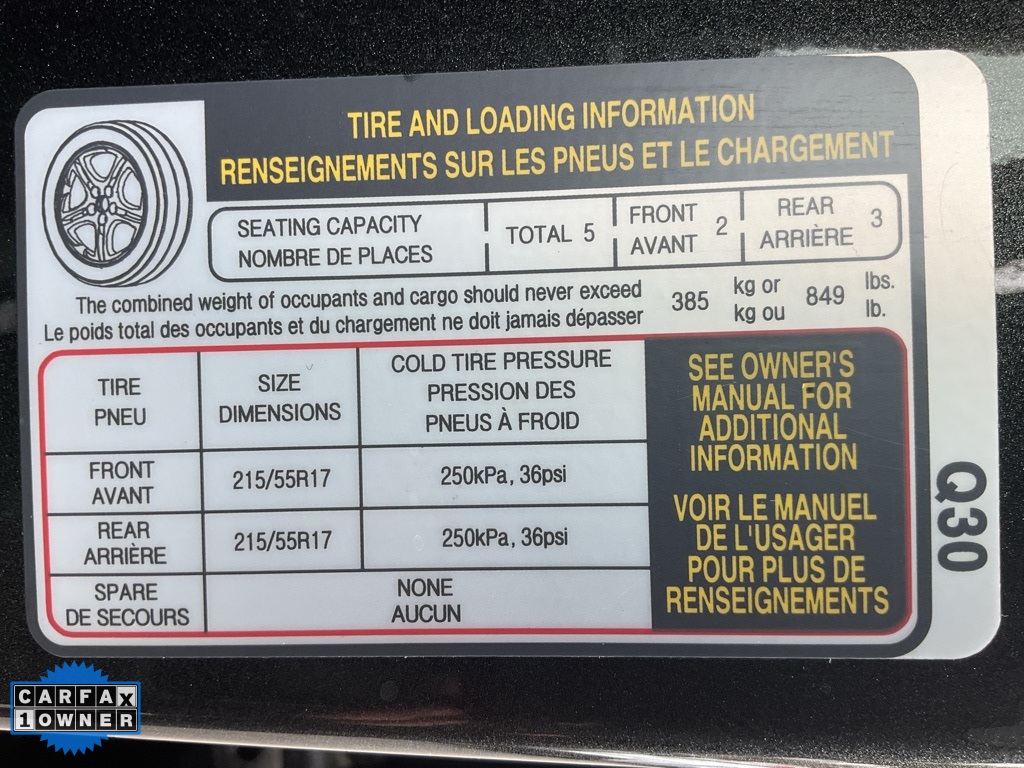 TIRE AND LOADING INFORMATION
RENSEIGNEMENTS SUR LES PNEUS ET LE CHARGEMENT
SEATING CAPACITY
NOMBRE DE PLACES
TOTAL 5
FRONT
AVANT
2
REAR
ARRIÈRE
3
The combined weight of occupants and cargo should never exceed
Le poids total des occupants et du chargement ne doit jamais dépasser
385
kg or
kg ou
849
lbs.
lb.
TIRE
PNEU
SIZE
DIMENSIONS
COLD TIRE PRESSURE
PRESSION DES
PNEUS À FROID
FRONT
AVANT
215/55R17
250kPa, 36psi
REAR
ARRIÈRE
215/55R17
250kPa, 36psi
SPARE
DE SECOURS
NONE
AUCUN
SEE OWNER'S
MANUAL FOR
ADDITIONAL
INFORMATION
VOIR LE MANUEL
DE L'USAGER
POUR PLUS DE
RENSEIGNEMENTS
Q30
CARFAX
1 OWNER